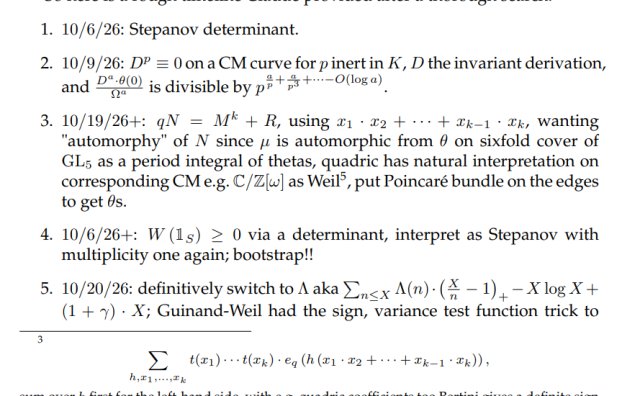 1. 10/6/26: Stepanov determinant.
2. 10/9/26: D^p ≡ 0 on a CM curve for p inert in K, D the invariant derivation,
and D^a·θ(0)/Ω^a is divisible by p^{a/p + a/p^3 + ··· − O(log a)}.
3. 10/19/26+: qN = M^k + R, using x_1 · x_2 + ··· + x_{k−1} · x_k, wanting
"automorphy" of N since μ is automorphic from θ on sixfold cover of
GL_5 as a period integral of thetas, quadric has natural interpretation on
corresponding CM e.g. ℂ/ℤ[ω] as Weil^5, put Poincaré bundle on the edges
to get θs.
4. 10/6/26+: W(𝟙_S) ≥ 0 via a determinant, interpret as Stepanov with
multiplicity one again; bootstrap!!
5. 10/20/26: definitively switch to Λ aka ∑_{n≤X} Λ(n) · (X/n − 1)_+ − X log X +
(1 + γ) · X; Guinand-Weil had the sign, variance test function trick to
3
∑_{h,x_1,...,x_k} t(x_1) ··· t(x_k) · e_q (h (x_1 · x_2 + ··· + x_{k−1} · x_k)),